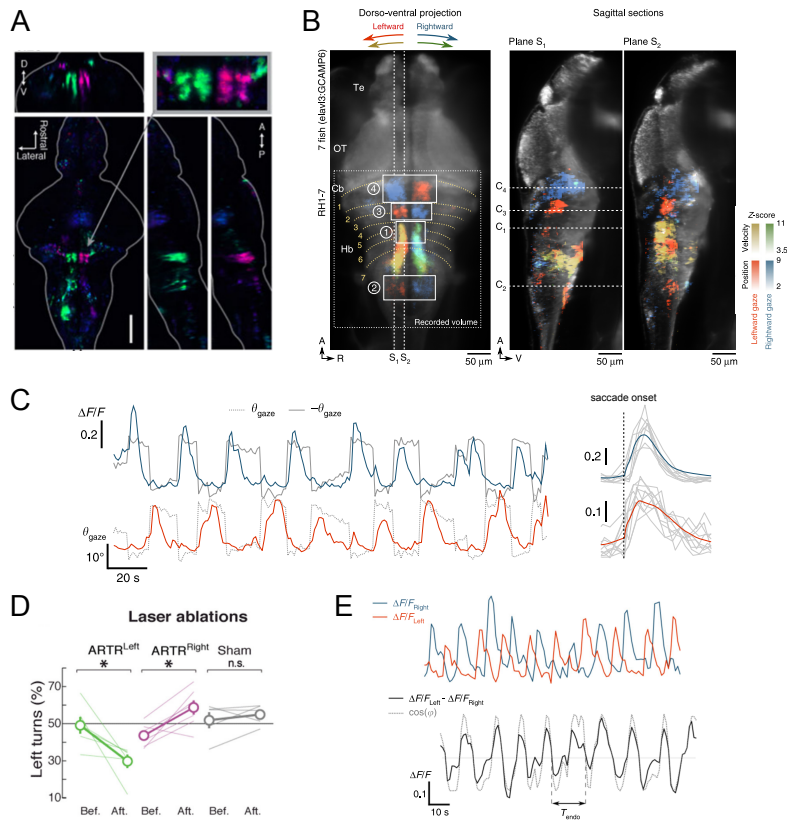 A
D
V
Rostral
Lateral
A
P
B
Dorso-ventral projection
Leftward
Rightward
Sagittal sections
Plane S1
Plane S2
7 fish (elavl3:GCAMP6)
Te
OT
RH1-7
Cb
Hb
1
2
3
4
5
6
7
4
3
1
2
Recorded volume
A
R
S1 S2
50 µm
C4
C3
C1
C2
A
V
50 µm
50 µm
Z-score
Velocity
11
3.5
Position
9
2
Leftward gaze
Rightward gaze
C
ΔF/F
0.2
θgaze
−θgaze
θgaze
10°
20 s
saccade onset
0.2
0.1
D
Laser ablations
ARTRLeft
ARTRRight
Sham
*
*
n.s.
Left turns (%)
90
70
50
30
10
Bef.
Aft.
Bef.
Aft.
Bef.
Aft.
E
ΔF/FRight
ΔF/FLeft
ΔF/FLeft - ΔF/FRight
cos(φ)
ΔF/F
0.1
10 s
Tendo